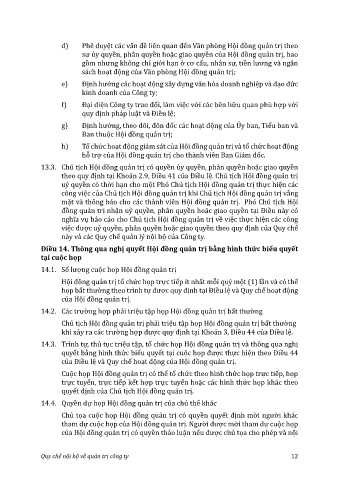 d) Phê duyệt các vấn đề liên quan đến Văn phòng Hội đồng quản trị theo
sự ủy quyền, phân quyền hoặc giao quyền của Hội đồng quản trị, bao
gồm nhưng không chỉ giới hạn ở cơ cấu, nhân sự, tiền lương và ngân
sách hoạt động của Văn phòng Hội đồng quản trị;
e) Định hướng các hoạt động xây dựng văn hóa doanh nghiệp và đạo đức
kinh doanh của Công ty;
f) Đại diện Công ty trao đổi, làm việc với các bên hữu quan phù hợp với
quy định pháp luật và Điều lệ;
g) Định hướng, theo dõi, đôn đốc các hoạt động của Ủy ban, Tiểu ban và
Ban thuộc Hội đồng quản trị;
h) Tổ chức hoạt động giám sát của Hội đồng quản trị và tổ chức hoạt động
hỗ trợ của Hội đồng quản trị cho thành viên Ban Giám đốc.
13.3. Chủ tịch Hội đồng quản trị có quyền ủy quyền, phân quyền hoặc giao quyền
theo quy định tại Khoản 2.9, Điều 41 của Điều lệ. Chủ tịch Hội đồng quản trị
uỷ quyền có thời hạn cho một Phó Chủ tịch Hội đồng quản trị thực hiện các
công việc của Chủ tịch Hội đồng quản trị khi Chủ tịch Hội đồng quản trị vắng
mặt và thông báo cho các thành viên Hội đồng quản trị. Phó Chủ tịch Hội
đồng quản trị nhận uỷ quyền, phân quyền hoặc giao quyền tại Điều này có
nghĩa vụ báo cáo cho Chủ tịch Hội đồng quản trị về việc thực hiện các công
việc được uỷ quyền, phân quyền hoặc giao quyền theo quy định của Quy chế
này và các Quy chế quản lý nội bộ của Công ty.
Điều 14. Thông qua nghị quyết Hội đồng quản trị bằng hình thức biểu quyết
tại cuộc họp
14.1. Số lượng cuộc họp Hội đồng quản trị
Hội đồng quản trị tổ chức họp trực tiếp ít nhất mỗi quý một (1) lần và có thể
họp bất thường theo trình tự được quy định tại Điều lệ và Quy chế hoạt động
của Hội đồng quản trị.
14.2. Các trường hợp phải triệu tập họp Hội đồng quản trị bất thường
Chủ tịch Hội đồng quản trị phải triệu tập họp Hội đồng quản trị bất thường
khi xảy ra các trường hợp được quy định tại Khoản 3, Điều 44 của Điều lệ.
14.3. Trình tự, thủ tục triệu tập, tổ chức họp Hội đồng quản trị và thông qua nghị
quyết bằng hình thức biểu quyết tại cuộc họp được thực hiện theo Điều 44
của Điều lệ và Quy chế hoạt động của Hội đồng quản trị.
Cuộc họp Hội đồng quản trị có thể tổ chức theo hình thức họp trực tiếp, họp
trực tuyến, trực tiếp kết hợp trực tuyến hoặc các hình thức họp khác theo
quyết định của Chủ tịch Hội đồng quản trị.
14.4. Quyền dự họp Hội đồng quản trị của chủ thể khác
Chủ tọa cuộc họp Hội đồng quản trị có quyền quyết định mời người khác
tham dự cuộc họp của Hội đồng quản trị. Người được mời tham dự cuộc họp
của Hội đồng quản trị có quyền thảo luận nếu được chủ tọa cho phép và nội
Quy chế nội bộ về quản trị công ty 12